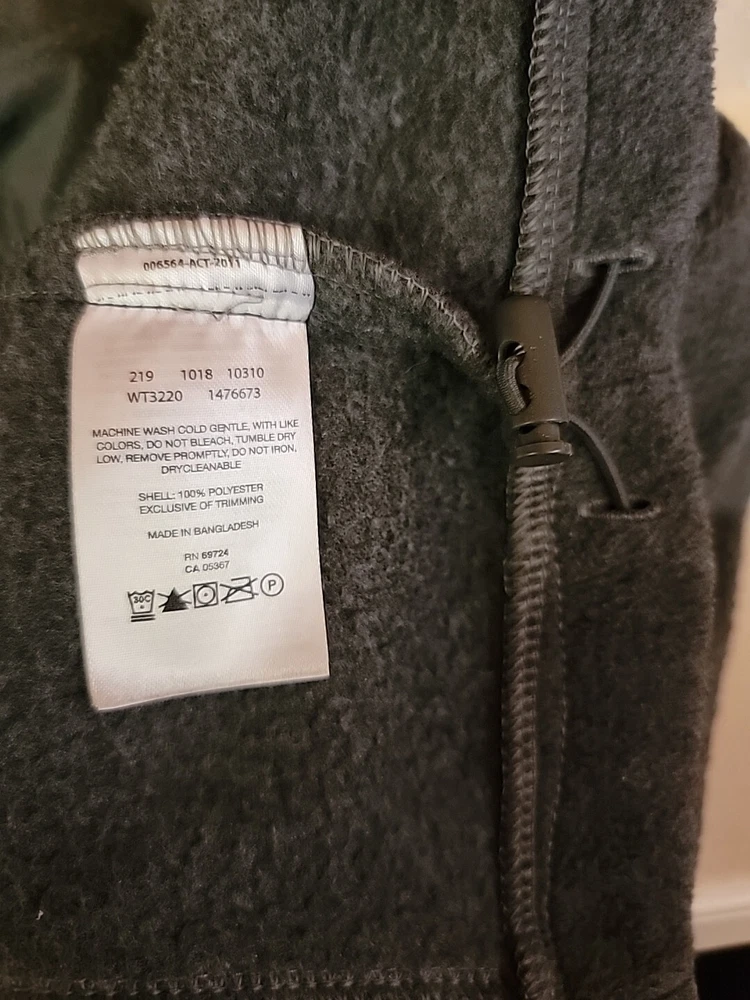 006564-ACT-2011
219 1018 10310
WT3220 1476673
MACHINE WASH COLD GENTLE, WITH LIKE
COLORS, DO NOT BLEACH, TUMBLE DRY
LOW, REMOVE PROMPTLY, DO NOT IRON,
DRYCLEANABLE
SHELL: 100% POLYESTER
EXCLUSIVE OF TRIMMING
MADE IN BANGLADESH
RN 69724
CA 05367
30C P